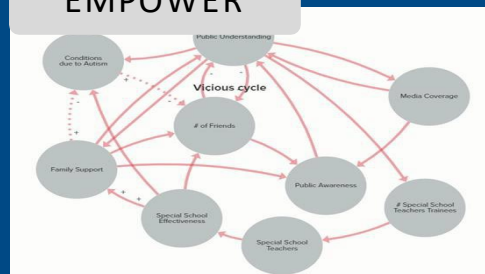 EMPOWER
Public Understanding
Conditions
due to Autism
Vicious cycle
Media Coverage
# of Friends
Family Support
Public Awareness
# Special School
Teachers Trainees
Special School
Effectiveness
Special School
Teachers
+
-
-
-
+
+
+